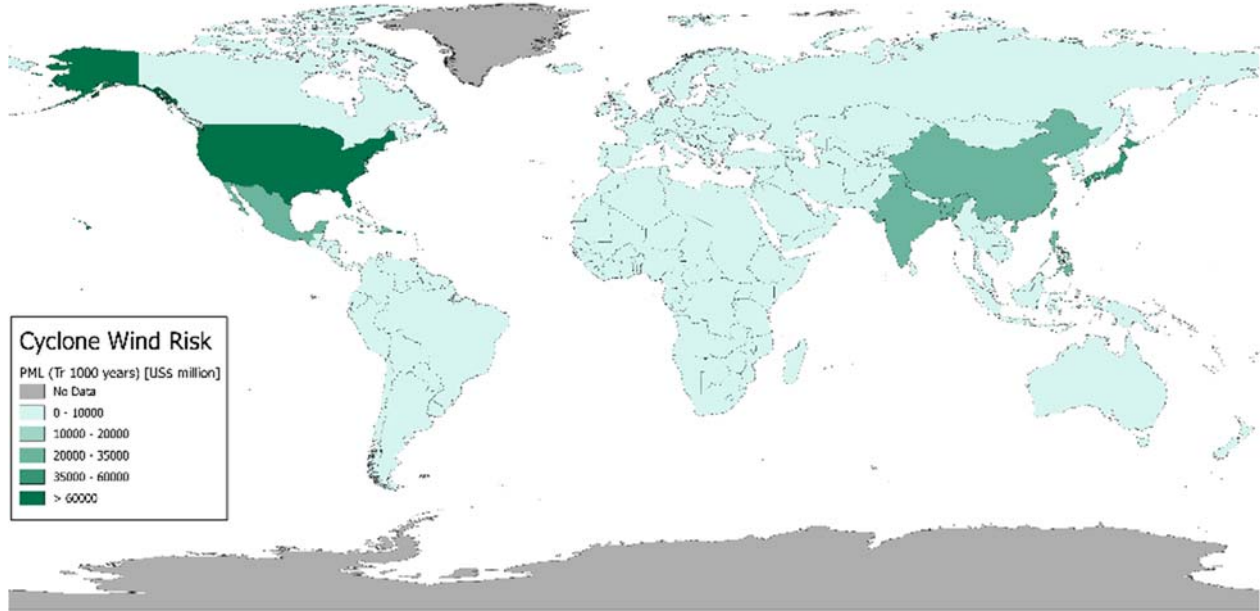 Cyclone Wind Risk
PML (Tr 1000 years) [US$ million]
No Data
0 - 10000
10000 - 20000
20000 - 35000
35000 - 60000
> 60000